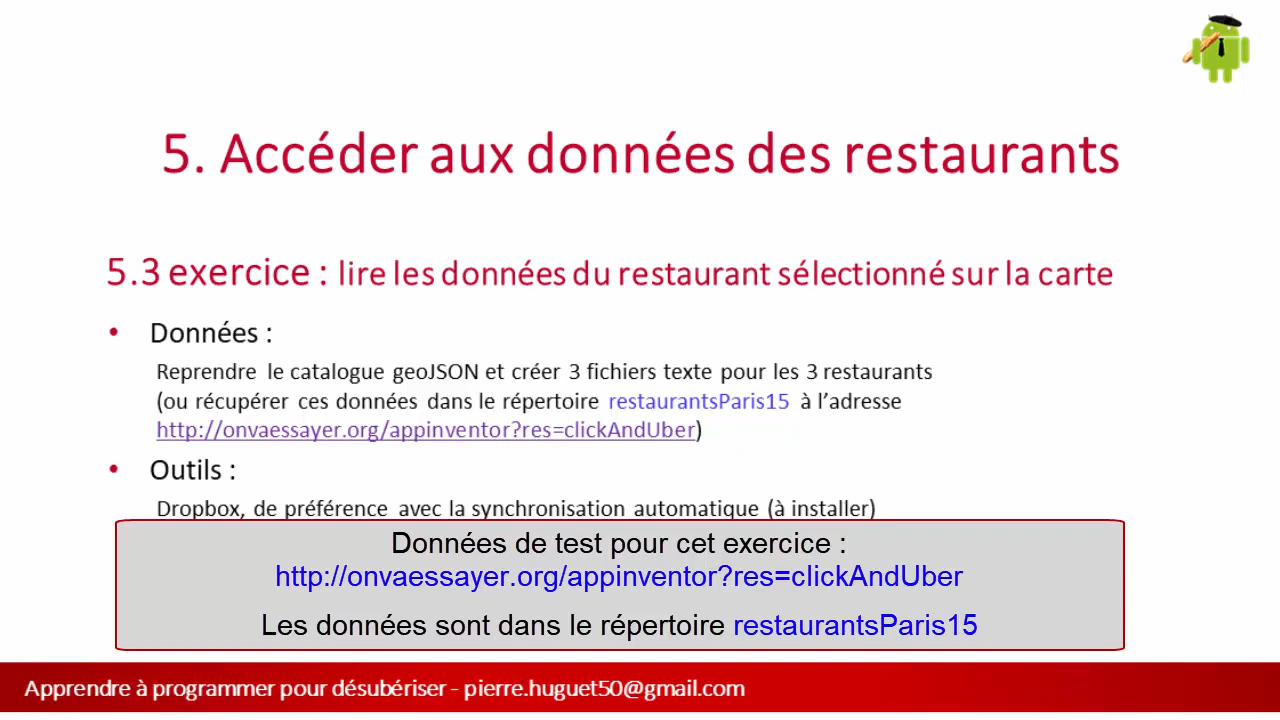 5. Accéder aux données des restaurants
5.3 exercice : lire les données du restaurant sélectionné sur la carte
• Données :
Reprendre le catalogue geoJSON et créer 3 fichiers texte pour les 3 restaurants
(ou récupérer ces données dans le répertoire restaurantsParis15 à l’adresse
http://onvaessayer.org/appinventor?res=clickAndUber)
• Outils :
Dropbox, de préférence avec la synchronisation automatique (à installer)
Données de test pour cet exercice :
http://onvaessayer.org/appinventor?res=clickAndUber
Les données sont dans le répertoire restaurantsParis15
Apprendre à programmer pour désubériser - pierre.huguet50@gmail.com